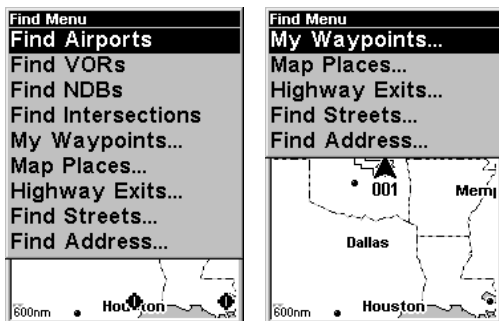 Find Menu
Find Airports
Find VORs
Find NDBs
Find Intersections
My Waypoints...
Map Places...
Highway Exits...
Find Streets...
Find Address...
Houston
600nm
Find Menu
My Waypoints...
Map Places...
Highway Exits...
Find Streets...
Find Address...
001
Memp
Dallas
Houston
600nm